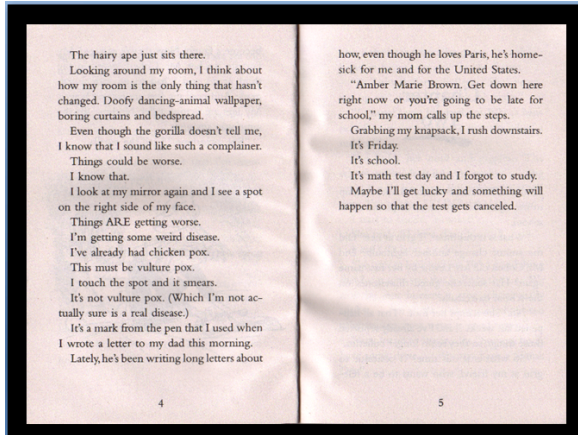 The hairy ape just sits there.
Looking around my room, I think about
how my room is the only thing that hasn't
changed. Doofy dancing-animal wallpaper,
boring curtains and bedspread.
Even though the gorilla doesn't tell me,
I know that I sound like such a complainer.
Things could be worse.
I know that.
I look at my mirror again and I see a spot
on the right side of my face.
Things ARE getting worse.
I'm getting some weird disease.
I've already had chicken pox.
This must be vulture pox.
I touch the spot and it smears.
It's not vulture pox. (Which I'm not ac-
tually sure is a real disease.)
It's a mark from the pen that I used when
I wrote a letter to my dad this morning.
Lately, he's been writing long letters about
4
how, even though he loves Paris, he's home-
sick for me and for the United States.
"Amber Marie Brown. Get down here
right now or you're going to be late for
school," my mom calls up the steps.
Grabbing my knapsack, I rush downstairs.
It's Friday.
It's school.
It's math test day and I forgot to study.
Maybe I'll get lucky and something will
happen so that the test gets canceled.
5